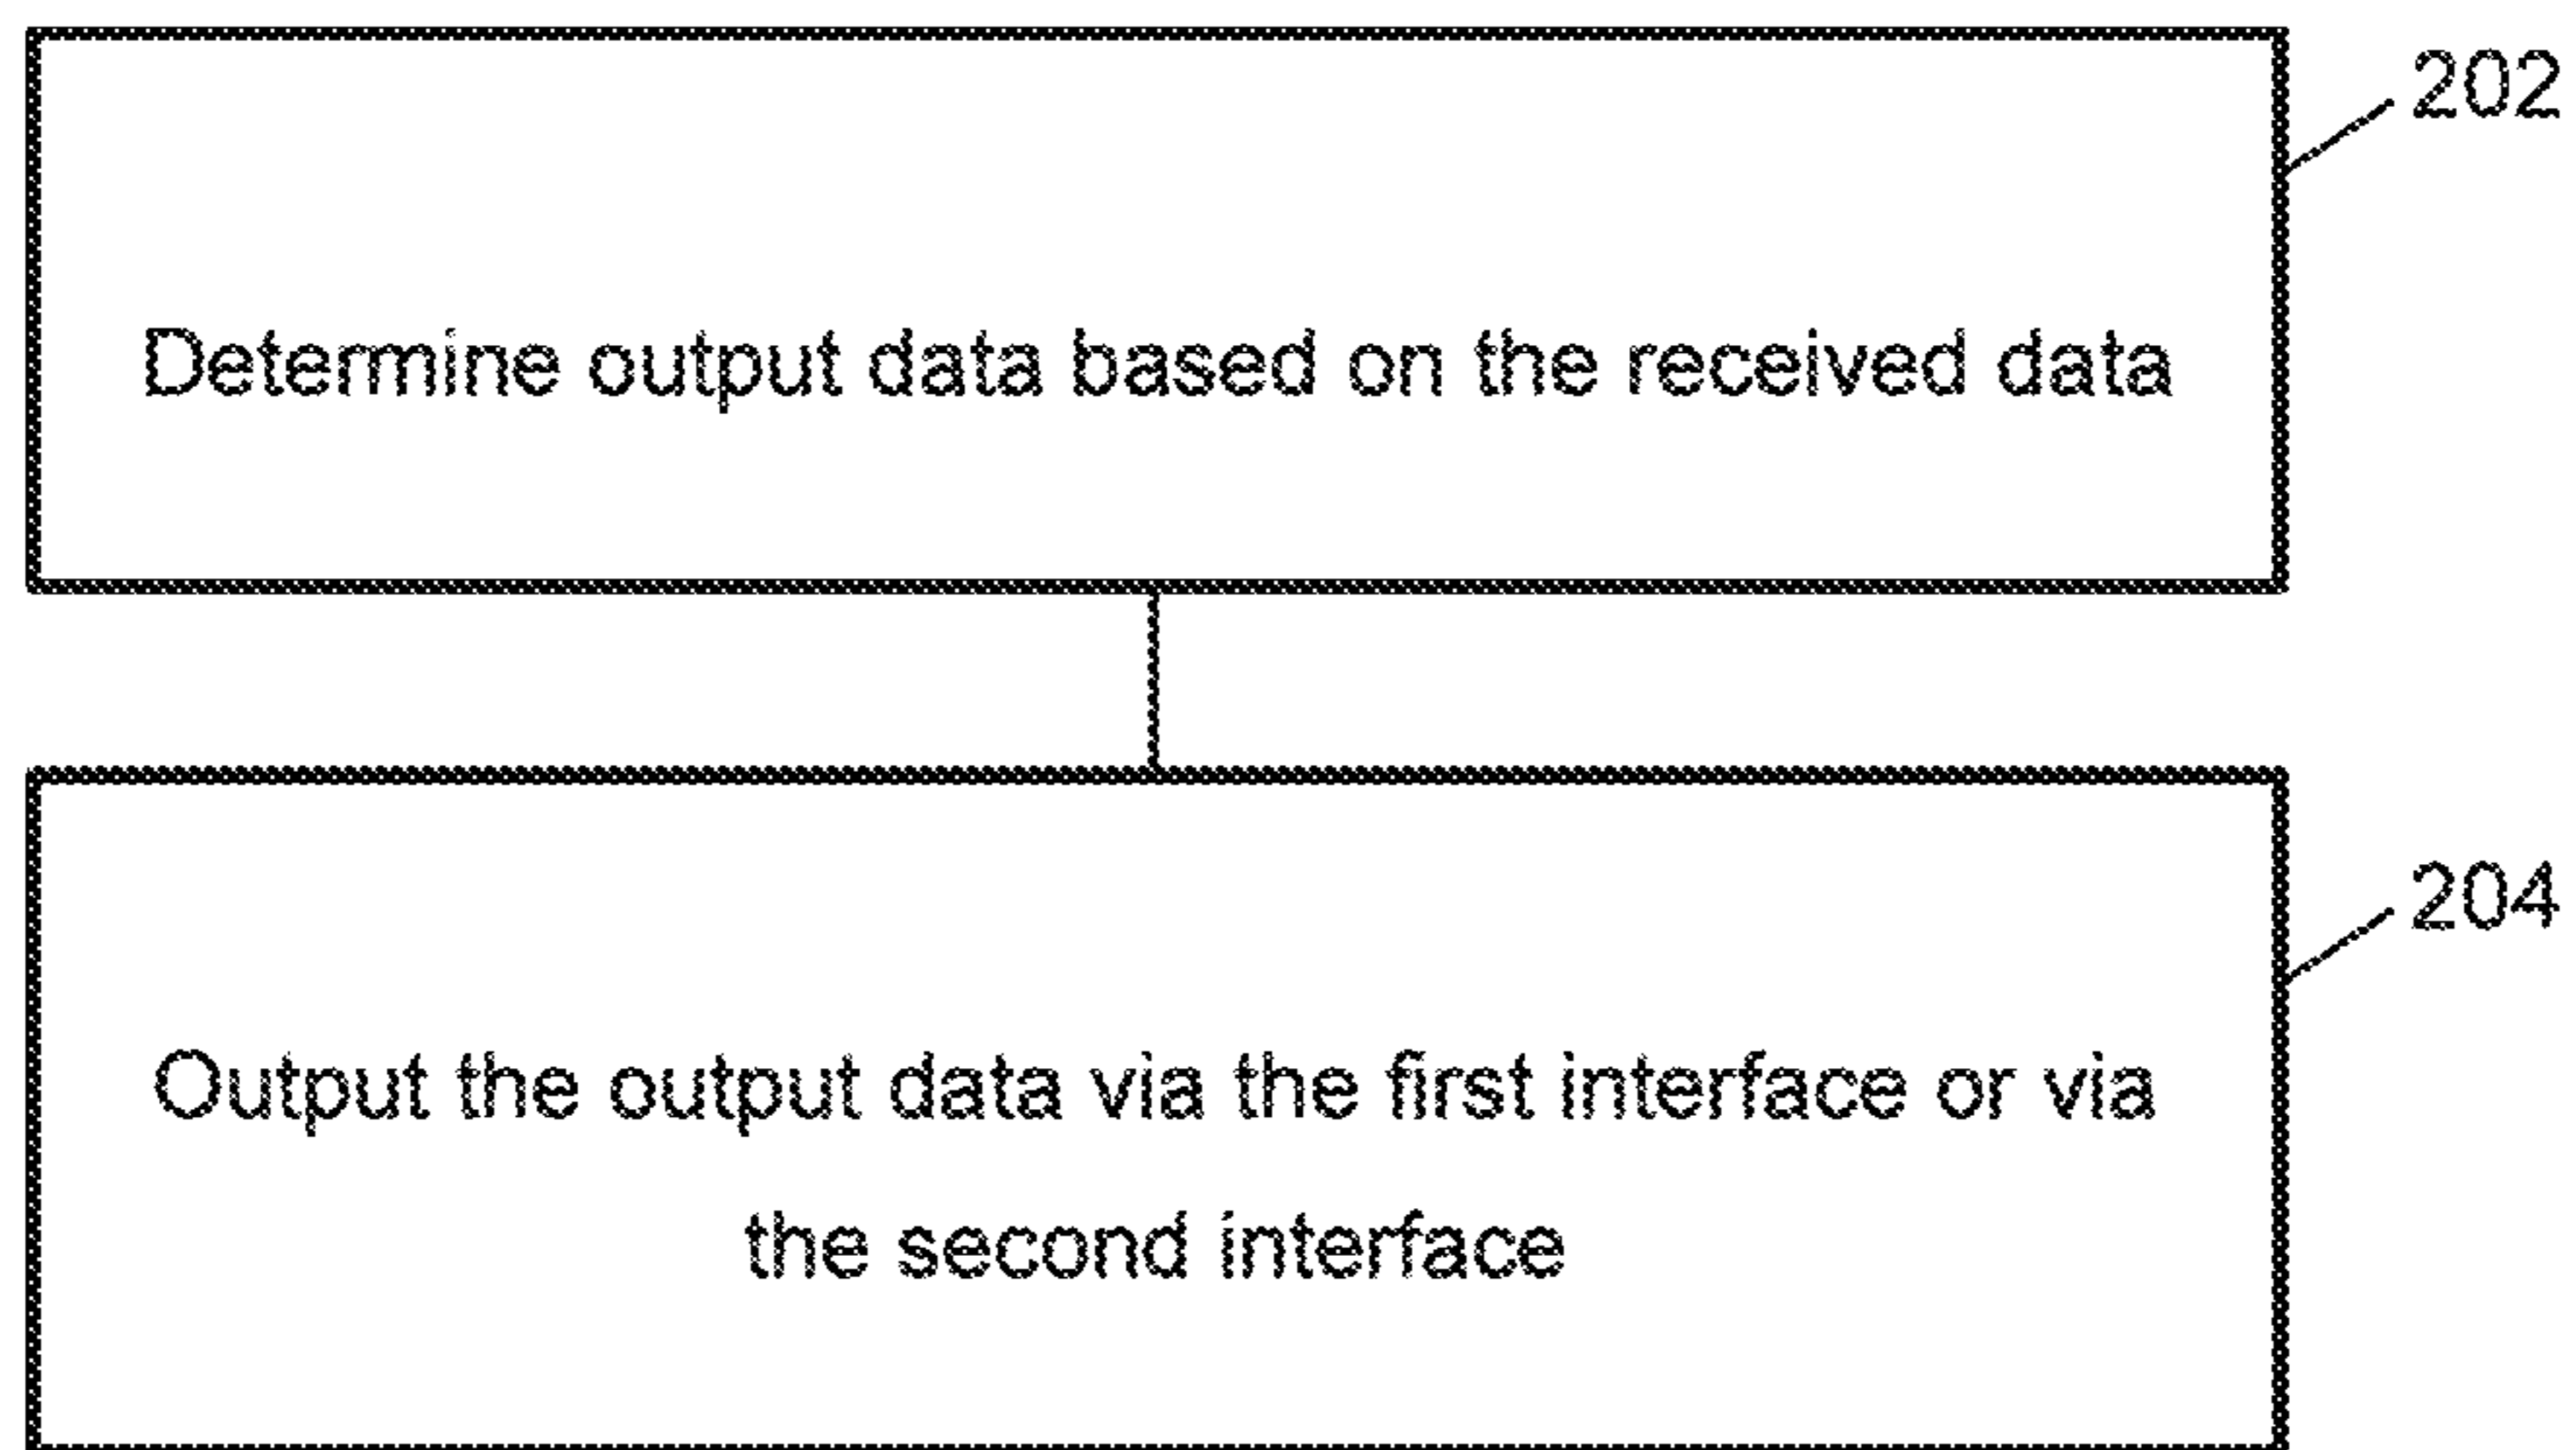 202
Determine output data based on the received data
204
Output the output data via the first interface or via
the second interface